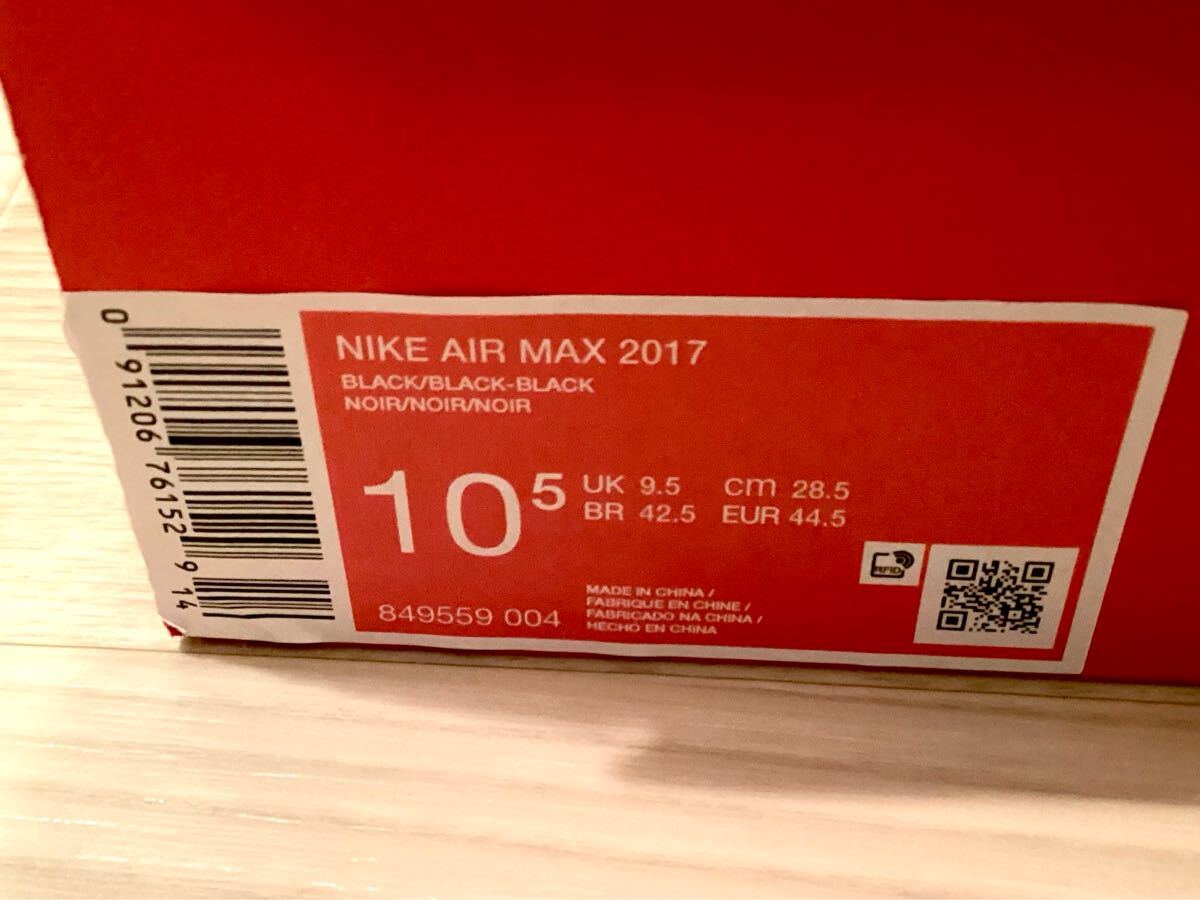 NIKE AIR MAX 2017
BLACK/BLACK-BLACK
NOIR/NOIR/NOIR
10 5
UK 9.5 cm 28.5
BR 42.5 EUR 44.5
849559 004
MADE IN CHINA /
FABRIQUE EN CHINE /
FABRICADO NA CHINA /
HECHO EN CHINA
RFID
0 91206 76152 9 14